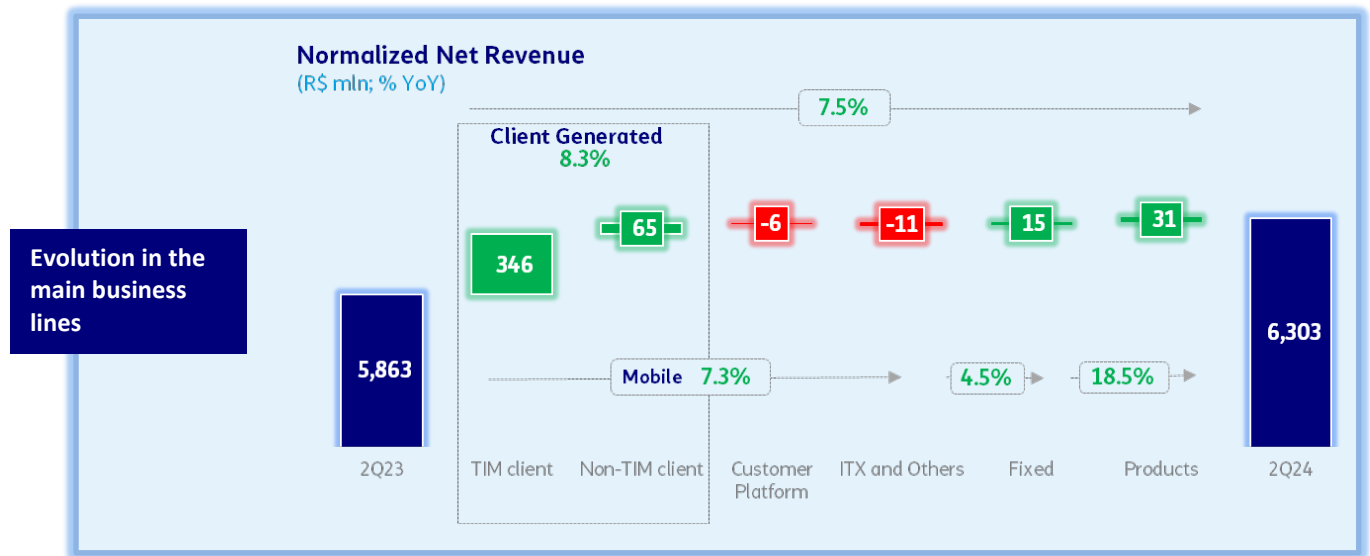 Normalized Net Revenue
(R$ mln; % YoY)
7.5%
Client Generated
8.3%
Evolution in the
main business
lines
5,863
346
65
-6
-11
15
31
6,303
Mobile 7.3%
4.5%
18.5%
2Q23
TIM client
Non-TIM client
Customer
Platform
ITX and Others
Fixed
Products
2Q24